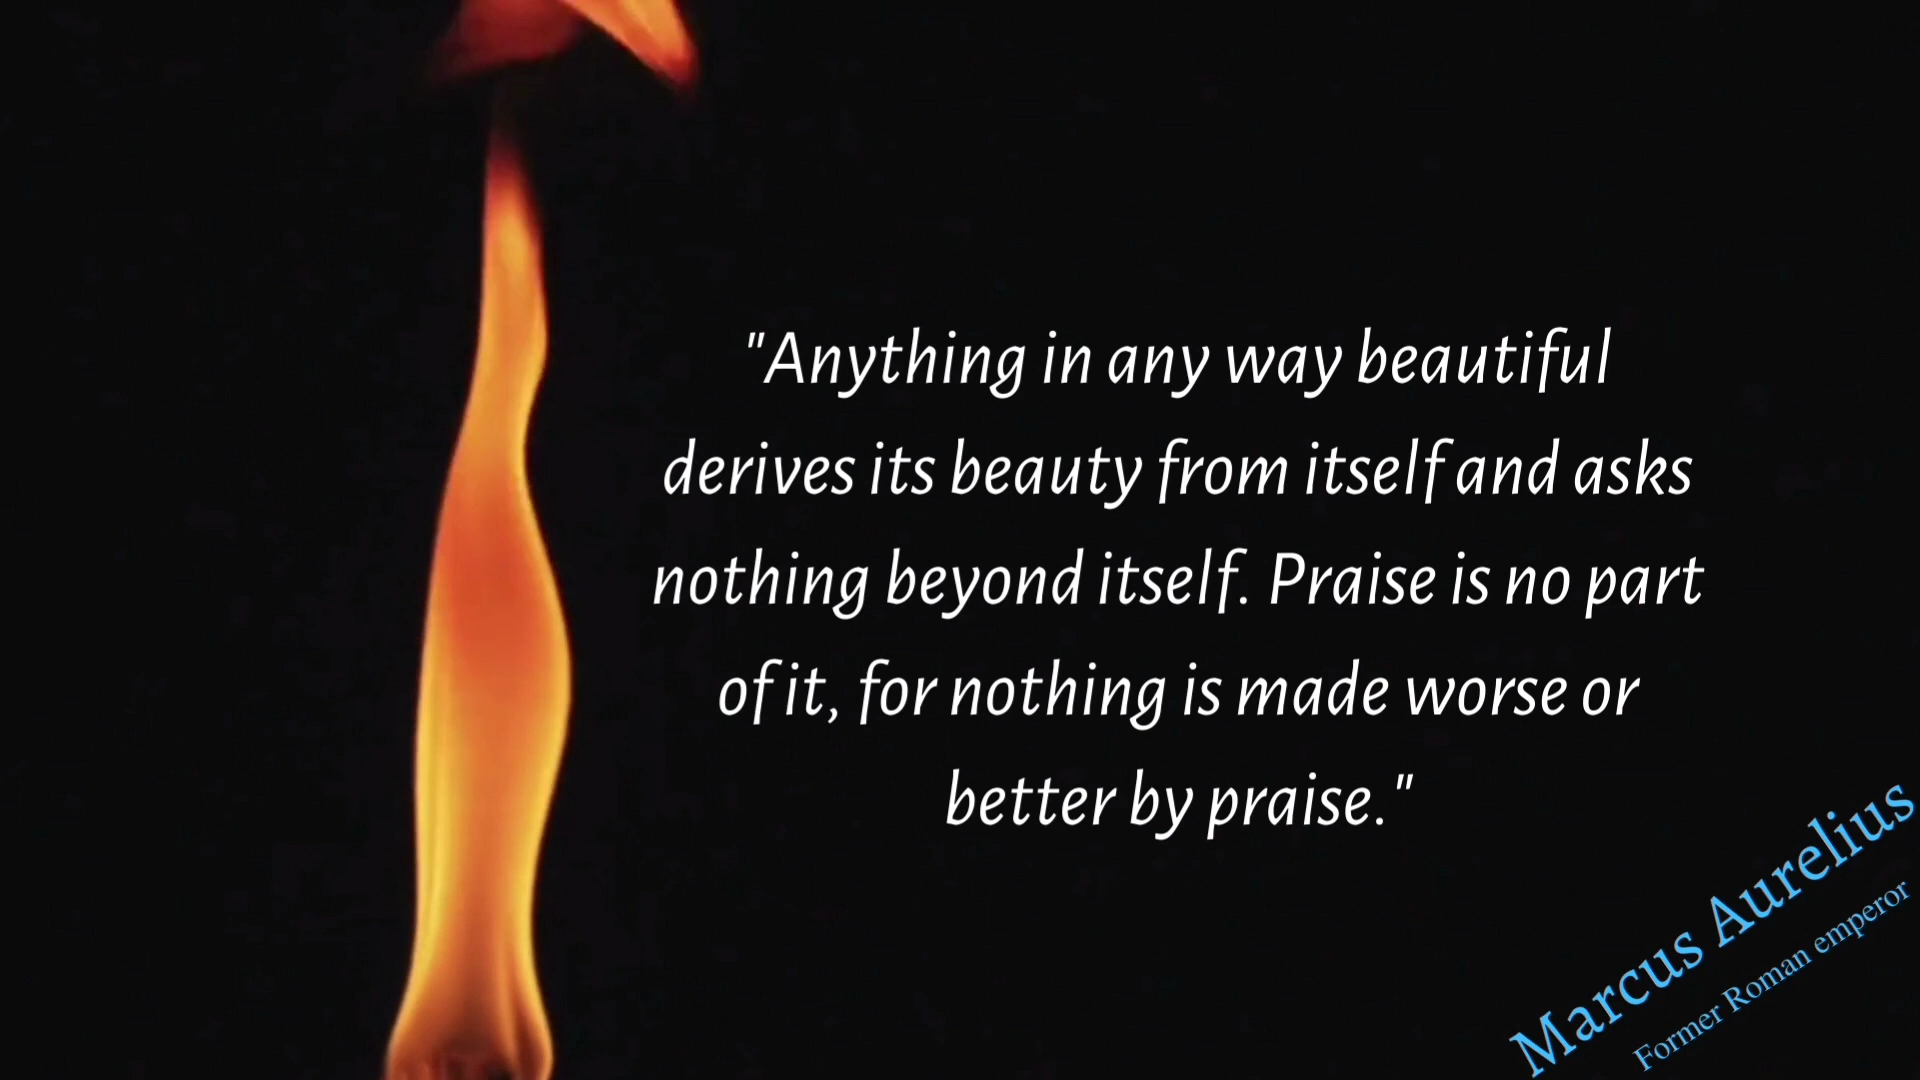 "Anything in any way beautiful
derives its beauty from itself and asks
nothing beyond itself. Praise is no part
of it, for nothing is made worse or
better by praise."
Marcus Aurelius
Former Roman emperor